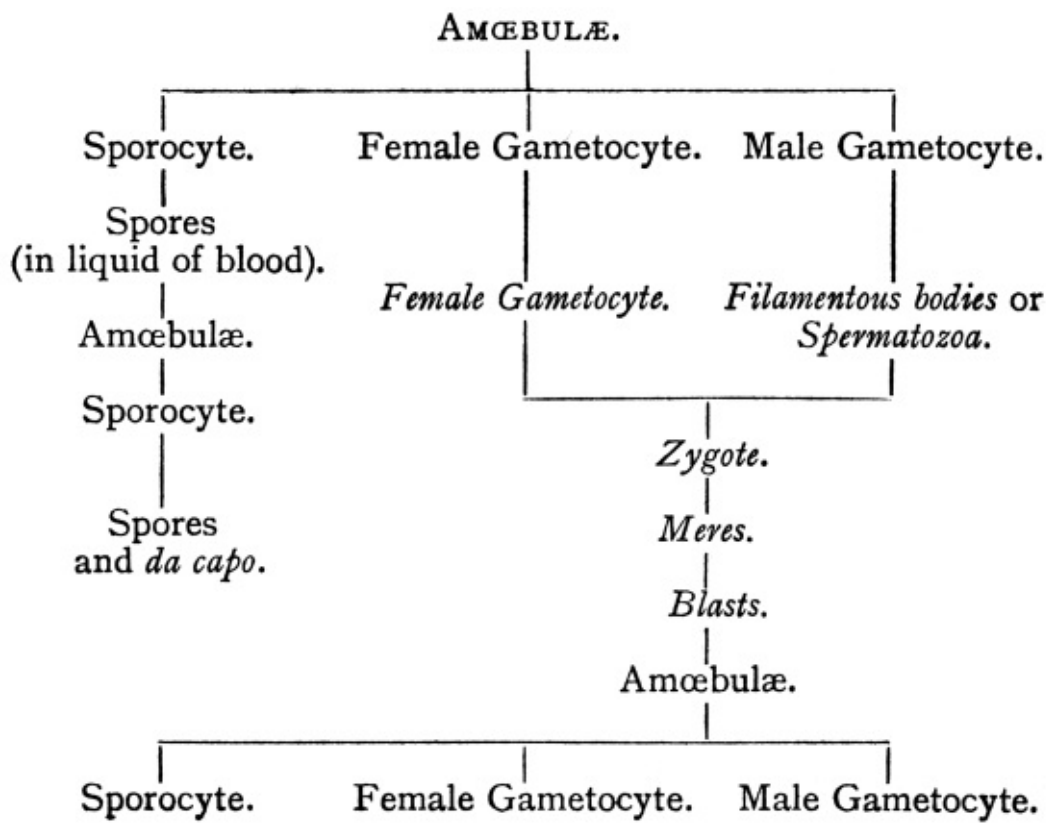 AMŒBULÆ.
Sporocyte. Female Gametocyte. Male Gametocyte.
Spores
(in liquid of blood).
Female Gametocyte. Filamentous bodies or
Spermatozoa.
Amœbulæ.
Sporocyte.
Zygote.
Spores
and da capo.
Meres.
Blasts.
Amœbulæ.
Sporocyte. Female Gametocyte. Male Gametocyte.